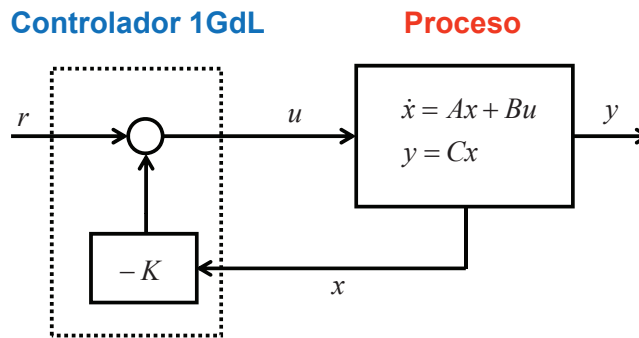 Controlador 1GdL
Proceso
r
u
ẋ = Ax + Bu
y = Cx
y
− K
x